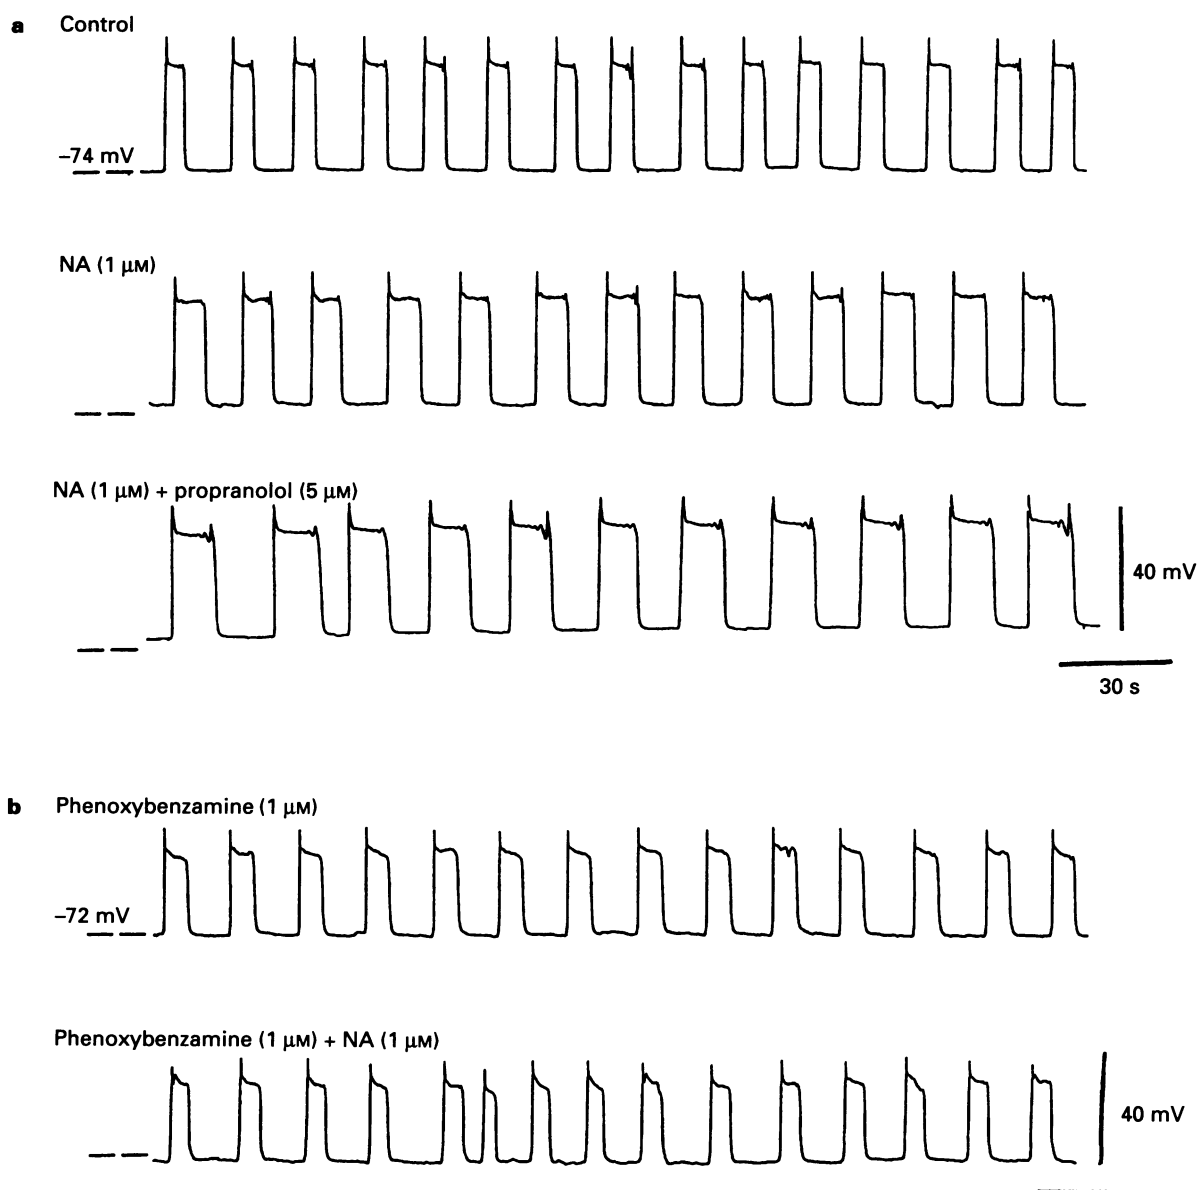 a Control
–74 mV
NA (1 μM)
NA (1 μM) + propranolol (5 μM)
40 mV
30 s
b Phenoxybenzamine (1 μM)
–72 mV
Phenoxybenzamine (1 μM) + NA (1 μM)
40 mV